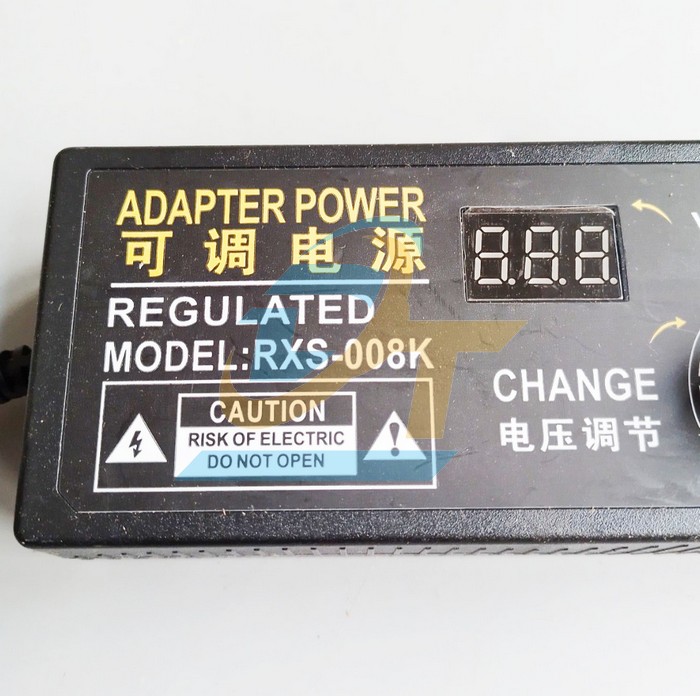 ADAPTER POWER
可调电源
REGULATED
MODEL:RXS-008K
CAUTION
RISK OF ELECTRIC
DO NOT OPEN
CHANGE
电压调节